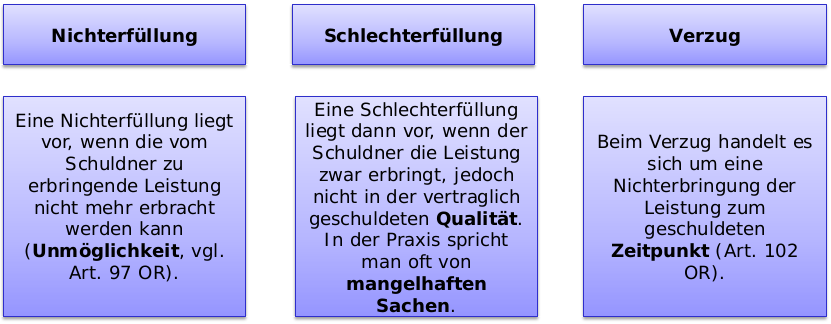 Nichterfüllung
Schlechterfüllung
Verzug
Eine Nichterfüllung liegt
vor, wenn die vom
Schuldner zu
erbringende Leistung
nicht mehr erbracht
werden kann
(Unmöglichkeit, vgl.
Art. 97 OR).
Eine Schlechterfüllung
liegt dann vor, wenn der
Schuldner die Leistung
zwar erbringt, jedoch
nicht in der vertraglich
geschuldeten Qualität.
In der Praxis spricht
man oft von
mangelhaften
Sachen.
Beim Verzug handelt es
sich um eine
Nichterbringung der
Leistung zum
geschuldeten
Zeitpunkt (Art. 102
OR).